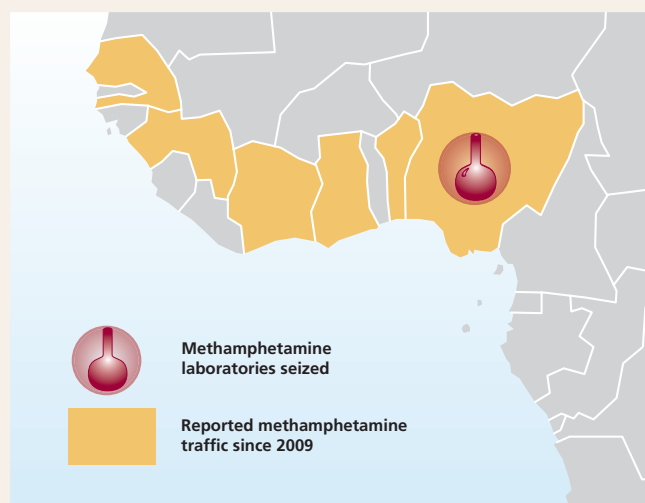 Methamphetamine
laboratories seized
Reported methamphetamine
traffic since 2009